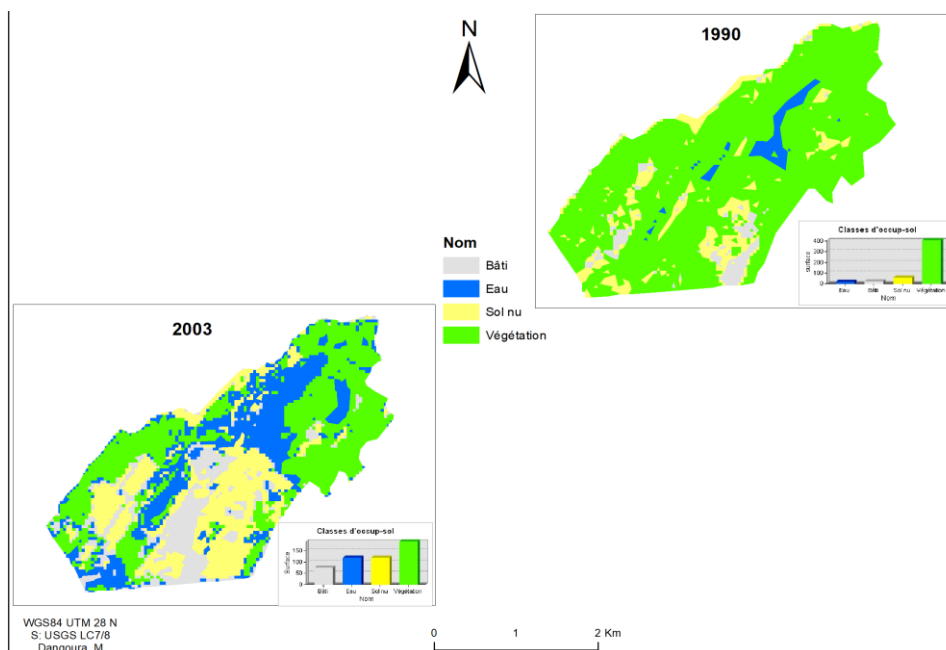 N
1990
Classes d'occup-sol
400
300
200
100
0
surface
Eau
Bâti
Sol nu
Végétation
Nom
Nom
Bâti
Eau
Sol nu
Végétation
2003
Classes d'occup-sol
150
100
50
0
Surface
Bâti
Eau
Sol nu
Végétation
Nom
WGS84 UTM 28 N
S: USGS LC7/8
Dangoura, M
0 1 2 Km